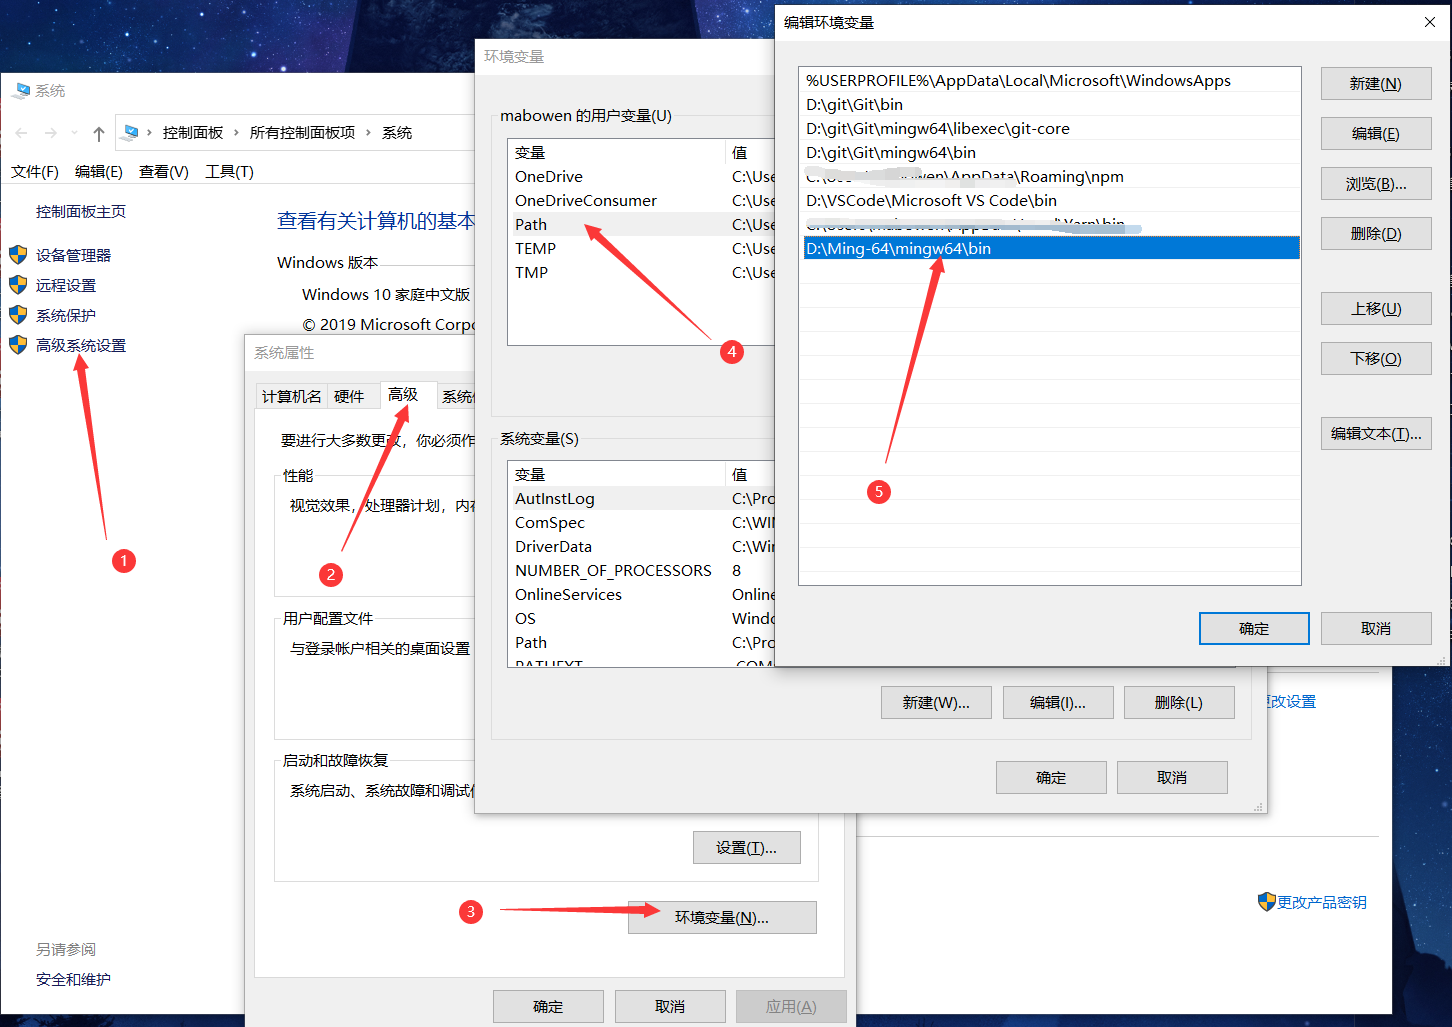 系统
控制面板 › 所有控制面板项 › 系统
文件(F) 编辑(E) 查看(V) 工具(T)
控制面板主页
设备管理器
远程设置
系统保护
高级系统设置
1
另请参阅
安全和维护
查看有关计算机的基本
Windows 版本
Windows 10 家庭中文版
© 2019 Microsoft Corpo
更改设置
更改产品密钥
系统属性
计算机名 硬件 高级 系统
要进行大多数更改，你必须作
性能
视觉效果，处理器计划，内存
2
用户配置文件
与登录帐户相关的桌面设置
启动和故障恢复
系统启动、系统故障和调试
设置(T)...
3
环境变量(N)...
确定 取消 应用(A)
环境变量
mabowen 的用户变量(U)
变量 值
OneDrive C:\Use
OneDriveConsumer C:\Use
Path C:\Use
TEMP C:\Use
TMP C:\Use
4
系统变量(S)
变量 值
AutInstLog C:\Pro
ComSpec C:\WIN
DriverData C:\Win
NUMBER_OF_PROCESSORS 8
OnlineServices Online
OS Windo
Path C:\Pro
PATHEXT .COM
新建(W)... 编辑(I)... 删除(L)
确定 取消
编辑环境变量
%USERPROFILE%\AppData\Local\Microsoft\WindowsApps
D:\git\Git\bin
D:\git\Git\mingw64\libexec\git-core
D:\git\Git\mingw64\bin
\AppData\Roaming\npm
D:\VSCode\Microsoft VS Code\bin
C:\Users\mabowen\AppData \Yarn\bin
D:\Ming-64\mingw64\bin
5
新建(N)
编辑(E)
浏览(B)...
删除(D)
上移(U)
下移(O)
编辑文本(T)...
确定 取消